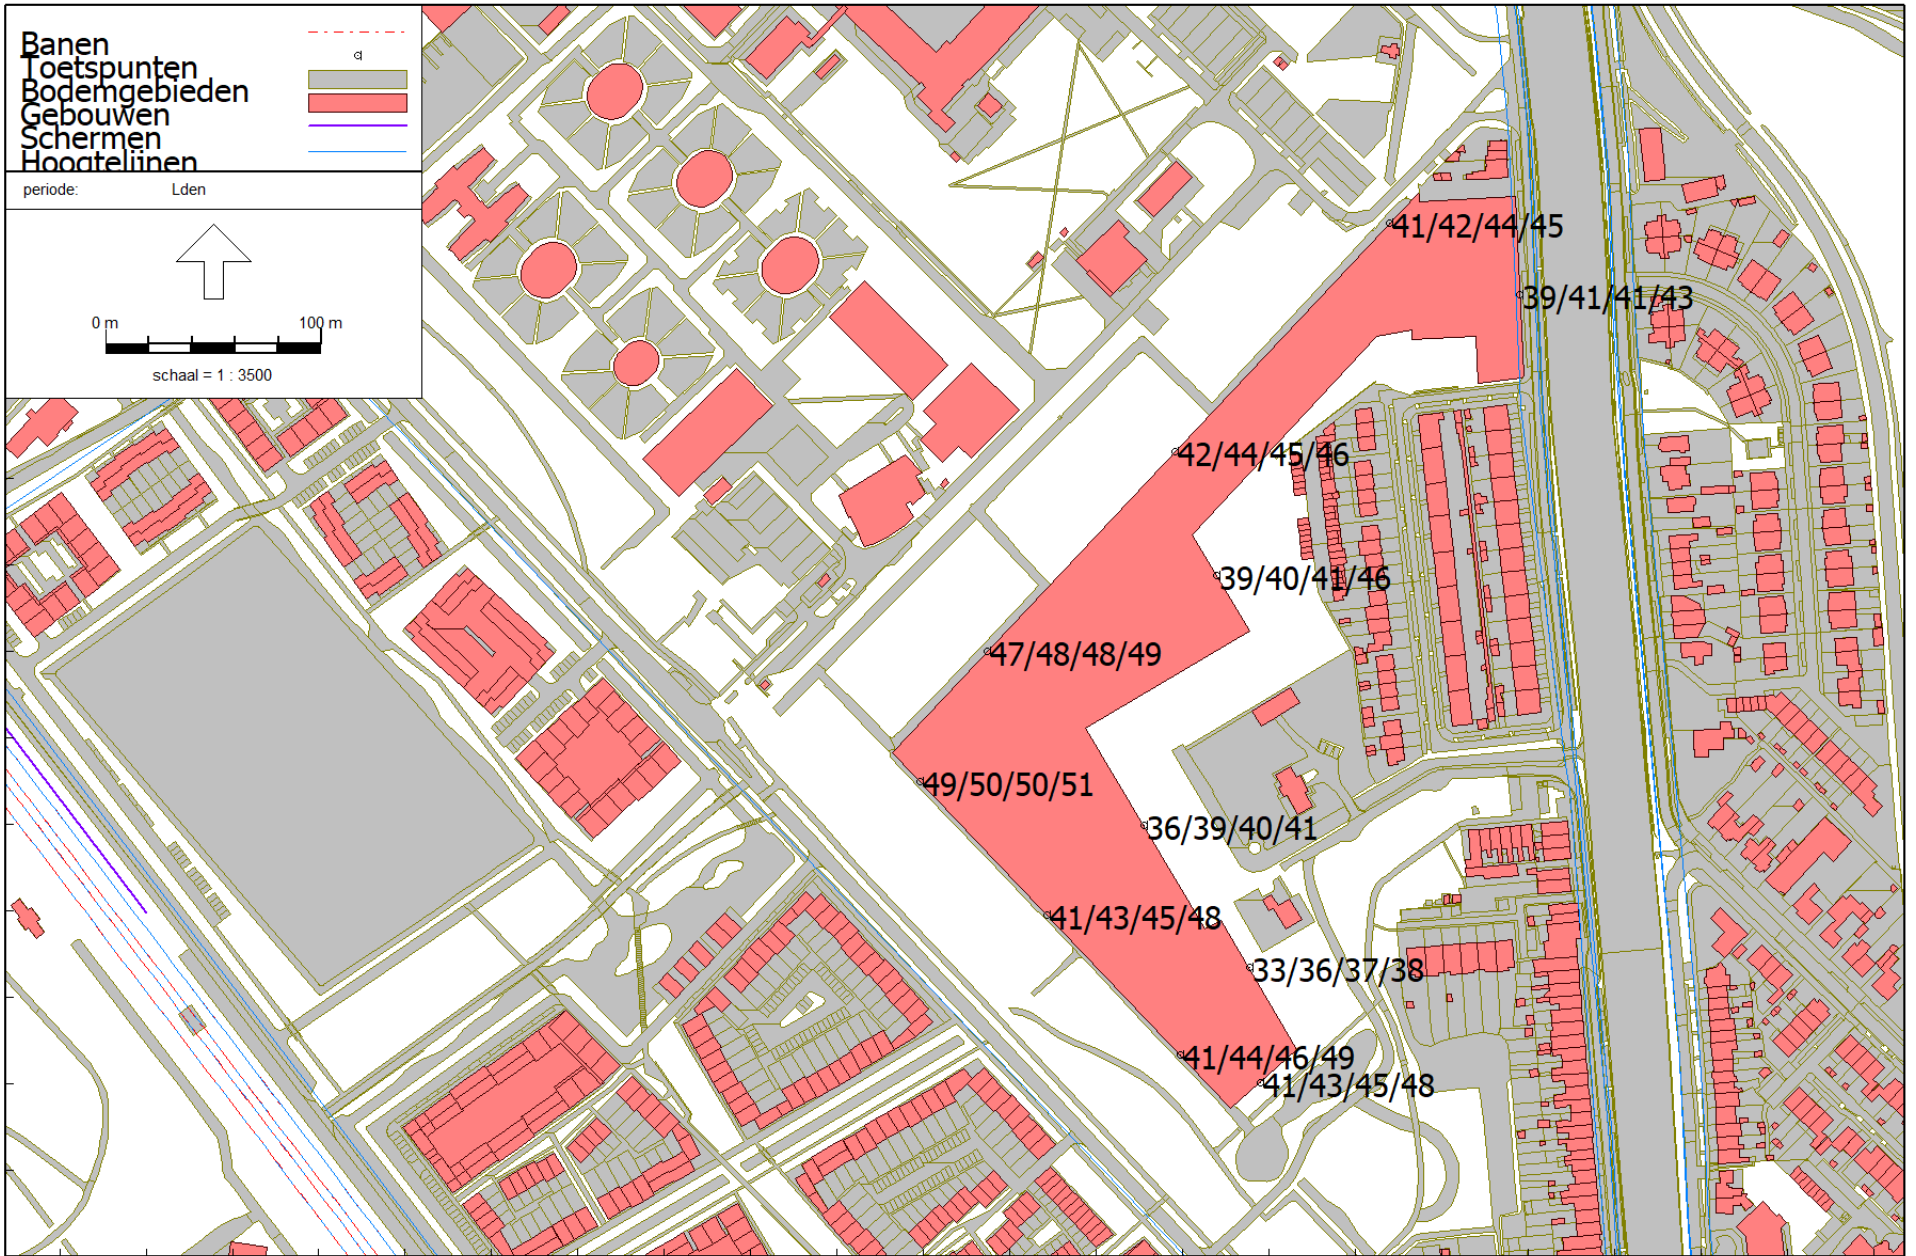 Banen
Toetspunten
Bodemgebieden
Gebouwen
Schermen
Hoogtelijnen
periode: Lden
0 m 100 m
schaal = 1 : 3500
41/42/44/45
39/41/41/43
42/44/45/46
39/40/41/46
47/48/48/49
49/50/50/51
36/39/40/41
41/43/45/48
33/36/37/38
41/44/46/49
41/43/45/48